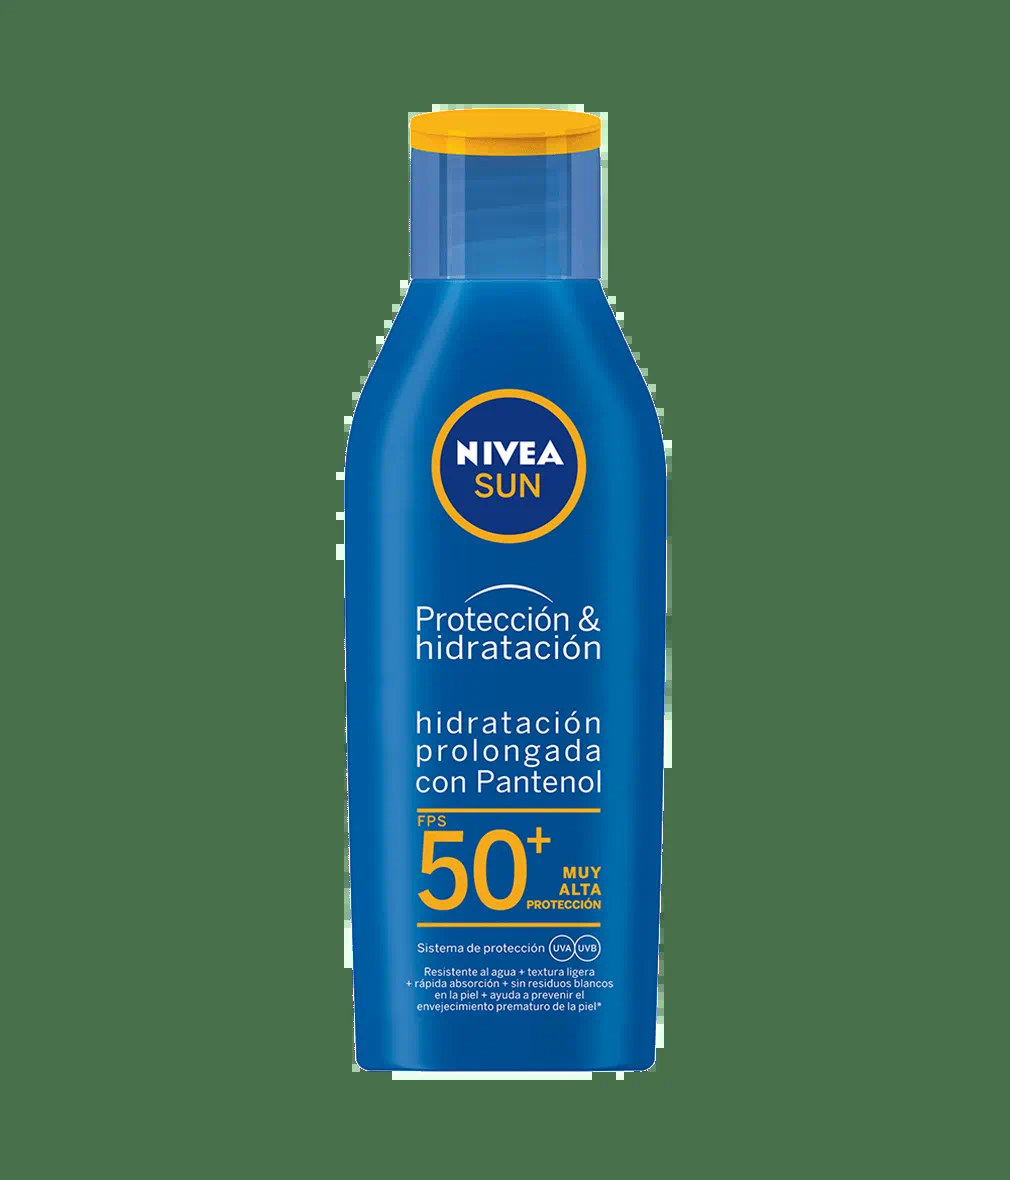 NIVEA
SUN
Protección &
hidratación
hidratación
prolongada
con Pantenol
FPS
50+
MUY
ALTA
PROTECCIÓN
Sistema de protección UVA UVB
Resistente al agua + textura ligera
+ rápida absorción + sin residuos blancos
en la piel + ayuda a prevenir el
envejecimiento prematuro de la piel*